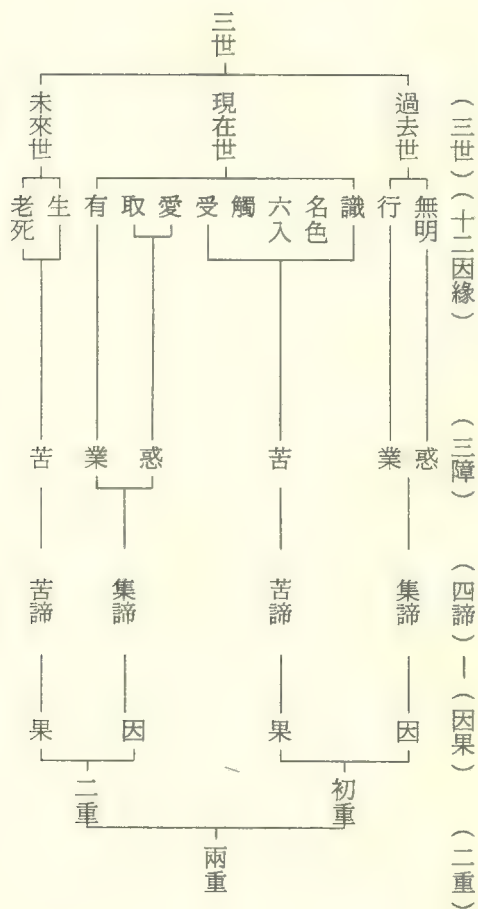 （三世）（十二因緣）（三障）（四諦）－（因果）（二重）
三世
過去世
現在世
未來世
無明
行
識
名色
六入
觸
受
愛
取
有
生
老死
惑
業
苦
惑
業
苦
集諦
苦諦
集諦
苦諦
因
果
因
果
初重
二重
兩重